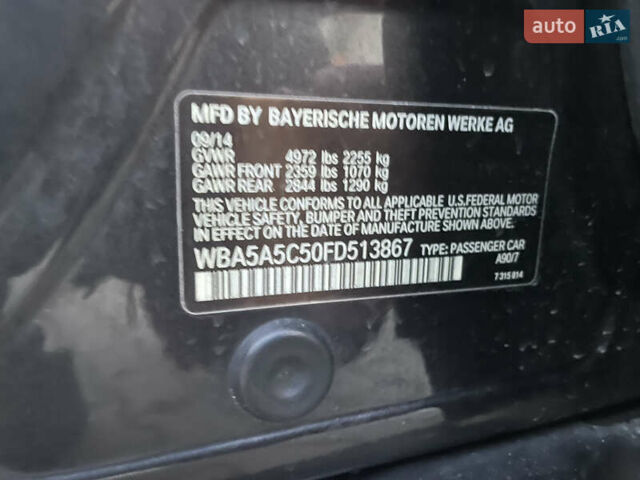 auto RIA.com
MFD BY BAYERISCHE MOTOREN WERKE AG
09/14
GVWR 4972 lbs 2255 kg
GAWR FRONT 2359 lbs 1070 kg
GAWR REAR 2844 lbs 1290 kg
THIS VEHICLE CONFORMS TO ALL APPLICABLE U.S.FEDERAL MOTOR
VEHICLE SAFETY, BUMPER AND THEFT PREVENTION STANDARDS
IN EFFECT ON THE DATE OF MANUFACTURE SHOWN ABOVE.
WBA5A5C50FD513867 TYPE: PASSENGER CAR
A90/7
7 315 814